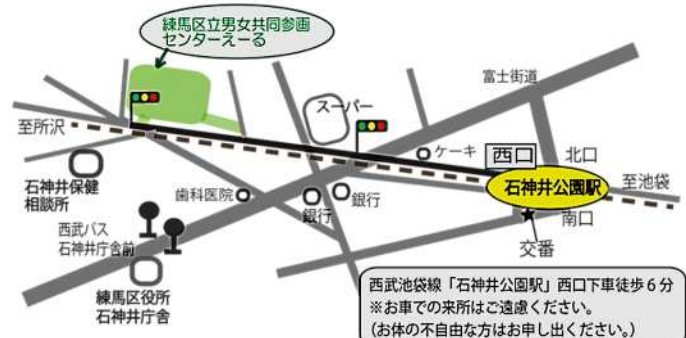 練馬区立男女共同参画
センターえーる
富士街道
スーパー
至所沢
ケーキ
西口
北口
石神井公園駅
至池袋
石神井保健
相談所
歯科医院
銀行
銀行
南口
交番
西武バス
石神井庁舎前
練馬区役所
石神井庁舎
西武池袋線「石神井公園駅」西口下車徒歩6分
※お車での来所はご遠慮ください。
(お体の不自由な方はお申し出ください。)